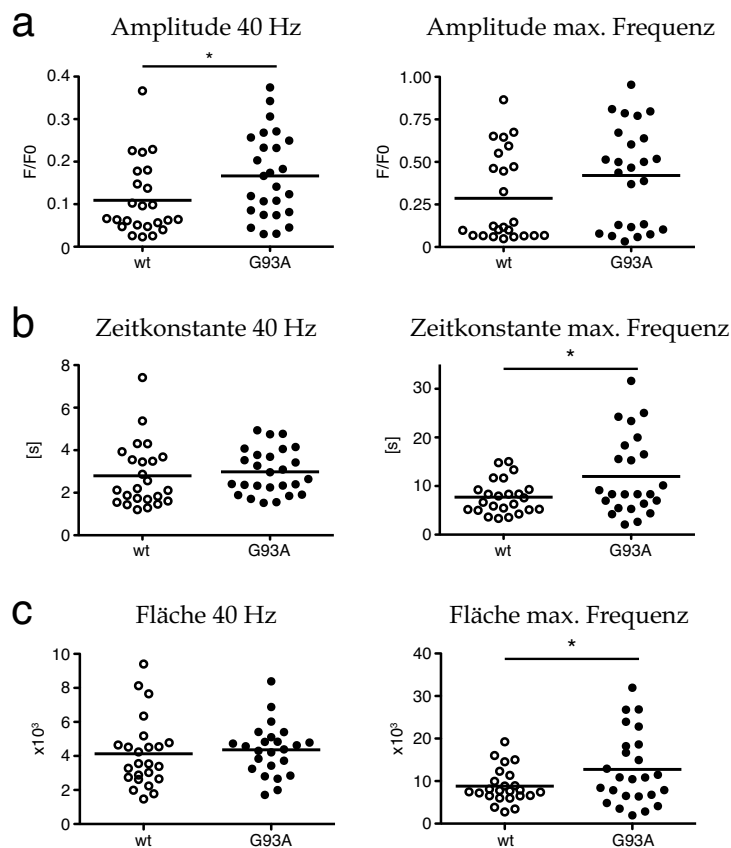 a
Amplitude 40 Hz
Amplitude max. Frequenz
*
F/F0
0.4
0.3
0.2
0.1
0
wt
G93A
F/F0
1.00
0.75
0.50
0.25
0
wt
G93A
b
Zeitkonstante 40 Hz
Zeitkonstante max. Frequenz
[s]
8
6
4
2
0
wt
G93A
*
[s]
30
20
10
0
wt
G93A
c
Fläche 40 Hz
Fläche max. Frequenz
x10³
10
8
6
4
2
0
wt
G93A
*
x10³
40
30
20
10
0
wt
G93A